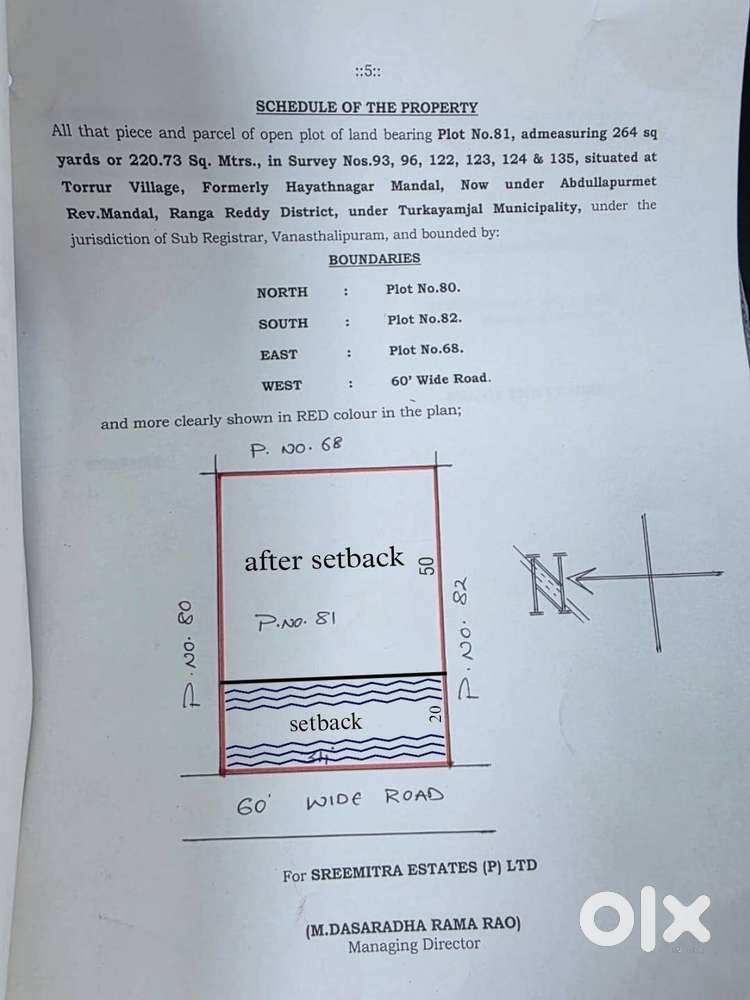 ::5::
SCHEDULE OF THE PROPERTY
All that piece and parcel of open plot of land bearing Plot No.81, admeasuring 264 sq
yards or 220.73 Sq. Mtrs., in Survey Nos.93, 96, 122, 123, 124 & 135, situated at
Torrur Village, Formerly Hayathnagar Mandal, Now under Abdullapurmet
Rev.Mandal, Ranga Reddy District, under Turkayamjal Municipality, under the
jurisdiction of Sub Registrar, Vanasthalipuram, and bounded by:
BOUNDARIES
NORTH : Plot No.80.
SOUTH : Plot No.82.
EAST : Plot No.68.
WEST : 60' Wide Road.
and more clearly shown in RED colour in the plan;
P. NO. 68
after setback
50
P.NO. 81
P.NO. 80
P.NO. 82
N
setback
20
34'
60' WIDE ROAD
For SREEMITRA ESTATES (P) LTD
(M.DASARADHA RAMA RAO)
Managing Director
olx